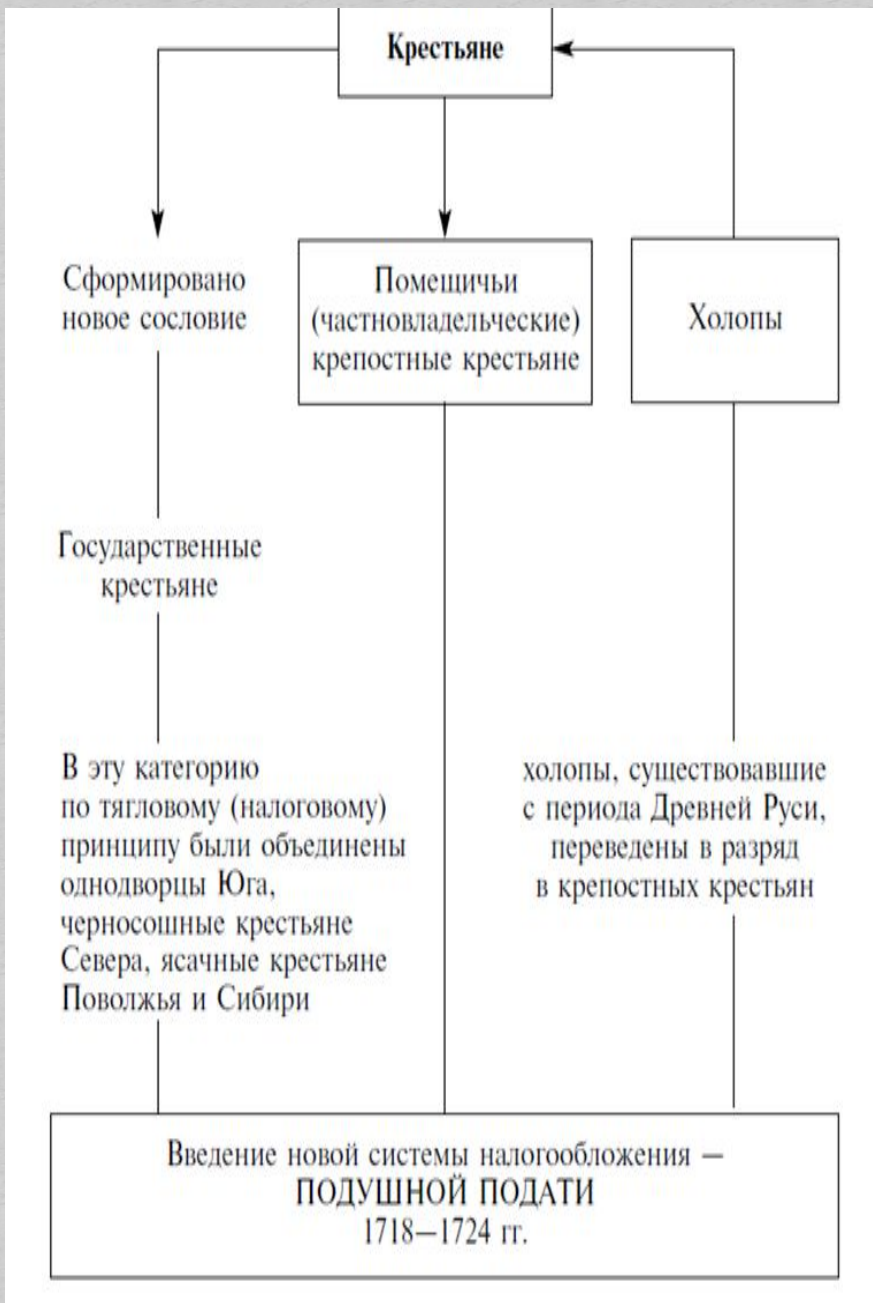 Крестьяне
Сформировано
новое сословие
Помещичьи
(частновладельческие)
крепостные крестьяне
Холопы
Государственные
крестьяне
В эту категорию
по тягловому (налоговому)
принципу были объединены
однодворцы Юга,
черносошные крестьяне
Севера, ясачные крестьяне
Поволжья и Сибири
холопы, существовавшие
с периода Древней Руси,
переведены в разряд
в крепостных крестьян
Введение новой системы налогообложения —
ПОДУШНОЙ ПОДАТИ
1718—1724 гг.